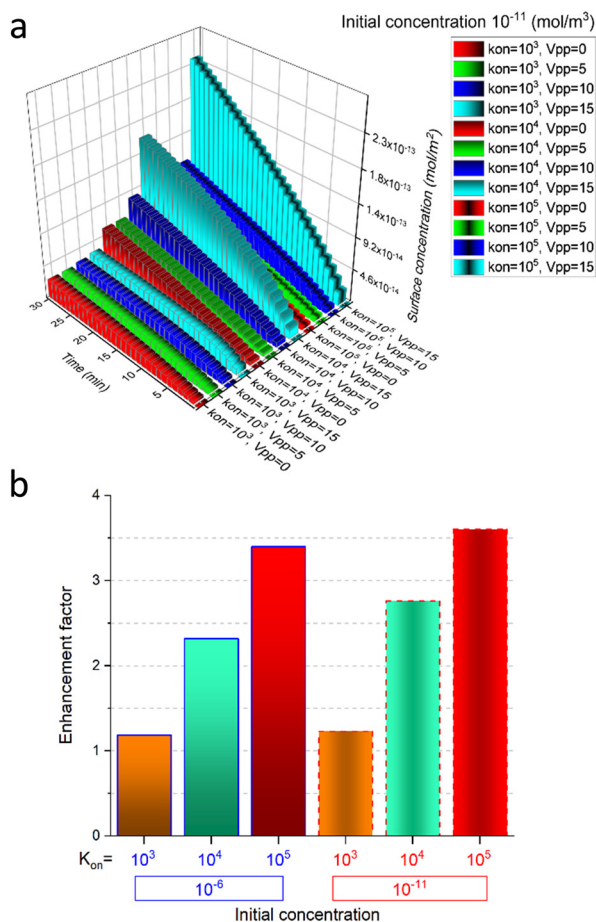 a
Initial concentration 10⁻¹¹ (mol/m³)
kon=10³, Vpp=0
kon=10³, Vpp=5
kon=10³, Vpp=10
kon=10³, Vpp=15
kon=10⁴, Vpp=0
kon=10⁴, Vpp=5
kon=10⁴, Vpp=10
kon=10⁴, Vpp=15
kon=10⁵, Vpp=0
kon=10⁵, Vpp=5
kon=10⁵, Vpp=10
kon=10⁵, Vpp=15
2.3x10⁻¹³
1.8x10⁻¹³
1.4x10⁻¹³
9.2x10⁻¹⁴
4.6x10⁻¹⁴
Surface concentration (mol/m²)
30
25
20
15
10
5
Time (min)
kon=10⁵, Vpp=15
kon=10⁵, Vpp=10
kon=10⁵, Vpp=5
kon=10⁵, Vpp=0
kon=10⁴, Vpp=15
kon=10⁴, Vpp=10
kon=10⁴, Vpp=5
kon=10⁴, Vpp=0
kon=10³, Vpp=15
kon=10³, Vpp=10
kon=10³, Vpp=5
kon=10³, Vpp=0
b
4
3
2
1
0
Enhancement factor
Kon= 10³ 10⁴ 10⁵ 10³ 10⁴ 10⁵
10⁻⁶ 10⁻¹¹
Initial concentration